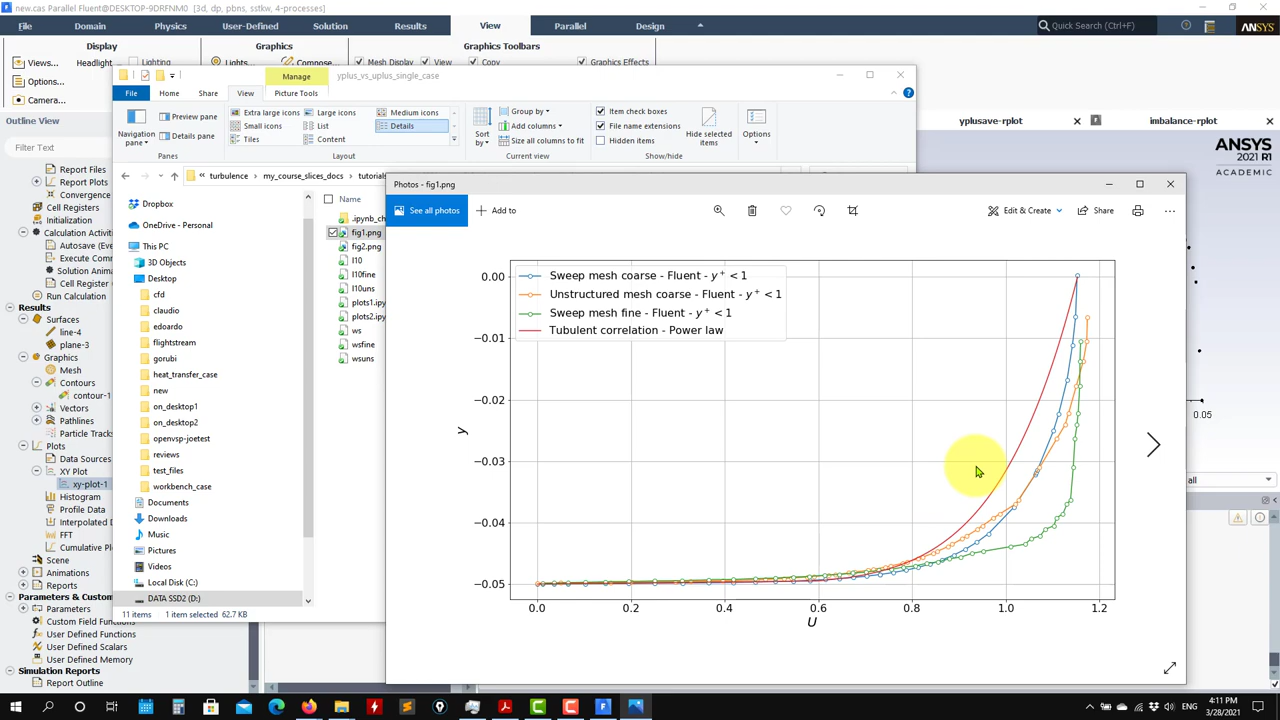 new.cas Parallel Fluent@DESKTOP-9DRFNM0 [3d, dp, pbns, sstkw, 4-processes]
File Domain Physics User-Defined Solution Results View Parallel Design Quick Search (Ctrl+F) ANSYS
Display Graphics Graphics Toolbars
Views... Headlight Lights... Compose... Mesh Display View Copy Graphics Effects
Options... Lighting
Camera...
Manage yplus_vs_uplus_single_case
File Home Share View Picture Tools
Navigation pane
Preview pane
Details pane
Panes
Extra large icons Large icons Medium icons
Small icons List Details
Tiles Content
Layout
Sort by
Group by
Add columns
Size all columns to fit
Current view
Item check boxes
File name extensions
Hidden items
Hide selected items
Show/hide
Options
turbulence > my_course_slices_docs > tutorials
Outline View
Filter Text
Report Files
Report Plots
Convergence
Cell Registers
Initialization
Calculation Activities
Autosave (E
Execute Comm
Solution Anima
Cell Register
Run Calculation
Results
Surfaces
line-4
plane-3
Graphics
Mesh
Contours
contour-1
Vectors
Pathlines
Particle Tracks
Plots
Data Sources
XY Plot
xy-plot-1
Histogram
Profile Data
Interpolated D
FFT
Cumulative Plo
Scene
Animations
Reports
Parameters & Custom
Parameters
Custom Field Functions
User Defined Functions
User Defined Scalars
User Defined Memory
Simulation Reports
Report Outline
Dropbox
OneDrive - Personal
This PC
3D Objects
Desktop
cfd
claudio
edoardo
flightstream
gorubi
heat_transfer_case
new
on_desktop1
on_desktop2
openvsp-joetest
reviews
test_files
workbench_case
Documents
Downloads
Music
Pictures
Videos
Local Disk (C:)
DATA SSD2 (D:)
11 items 1 item selected 62.7 KB
Name
.ipynb_ch
fig1.png
fig2.png
l10
l10fine
l10uns
plots1.ipy
plots2.ipy
ws
wsfine
wsuns
Photos - fig1.png
See all photos Add to Edit & Create Share
Sweep mesh coarse - Fluent - y⁺ < 1
Unstructured mesh coarse - Fluent - y⁺ < 1
Sweep mesh fine - Fluent - y⁺ < 1
Tubulent correlation - Power law
0.00
−0.01
−0.02
−0.03
−0.04
−0.05
y
0.0 0.2 0.4 0.6 0.8 1.0 1.2
U
yplusave-rplot imbalance-rplot
ANSYS
2021 R1
ACADEMIC
0.05
all
ENG
4:11 PM
3/28/2021